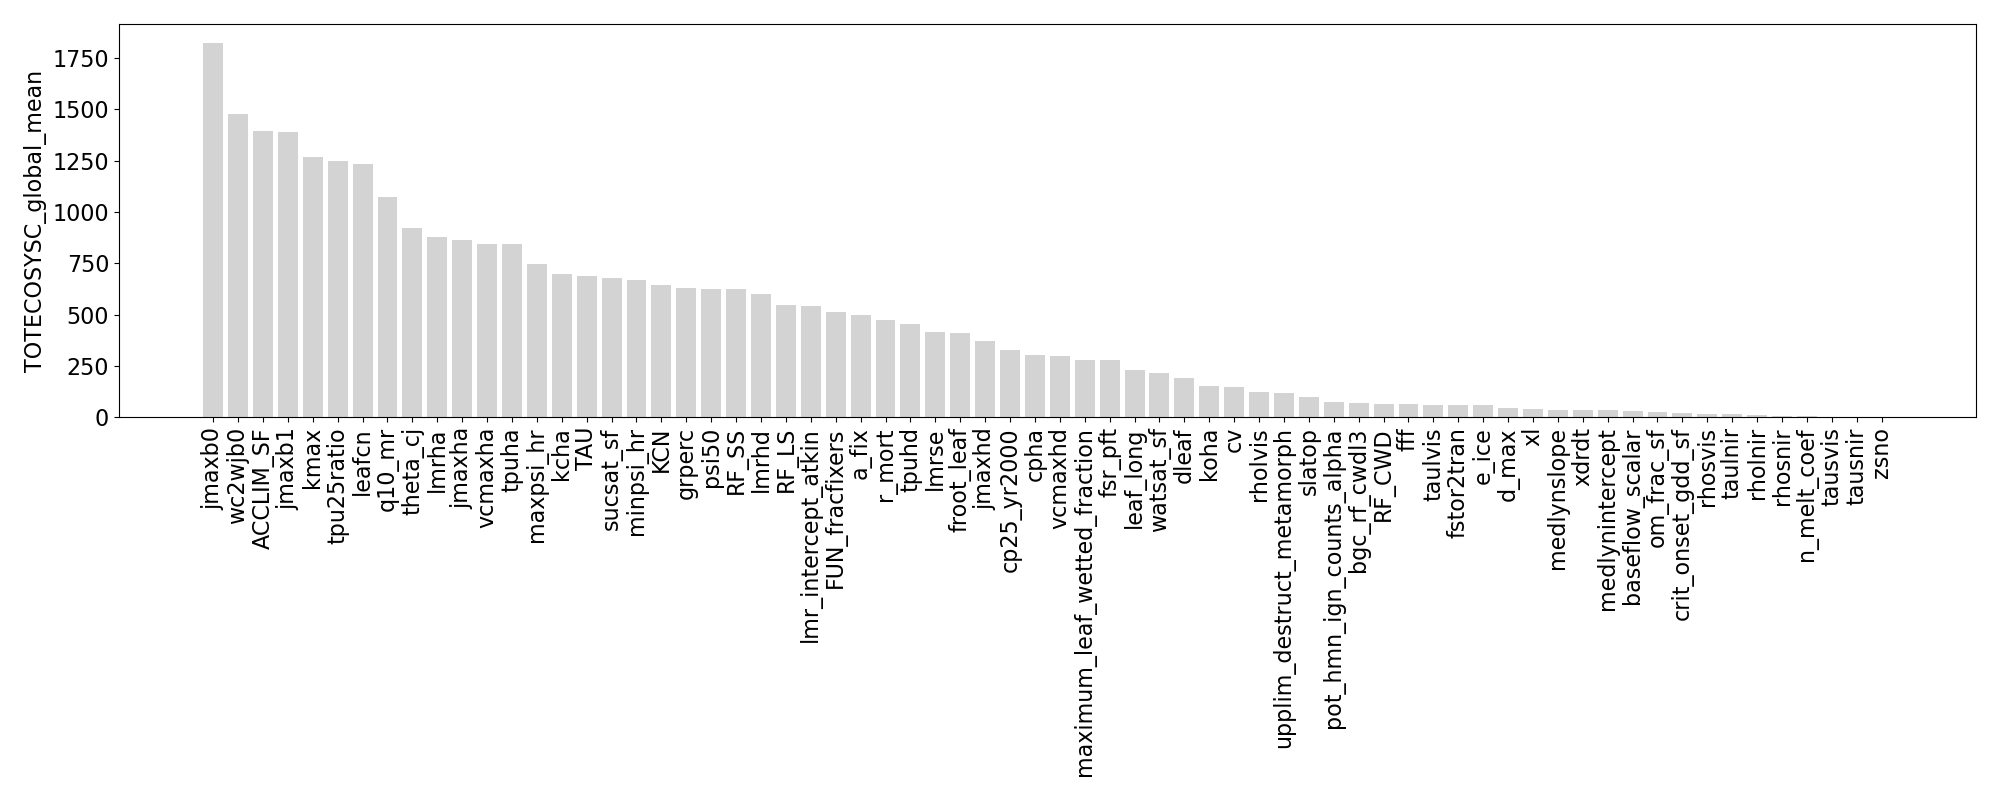 TOTECOSYSC_global_mean
1750
1500
1250
1000
750
500
250
0
jmaxb0
wc2wjb0
ACCLIM_SF
jmaxb1
kmax
tpu25ratio
leafcn
q10_mr
theta_cj
lmrha
jmaxha
vcmaxha
tpuha
maxpsi_hr
kcha
TAU
sucsat_sf
minpsi_hr
KCN
grperc
psi50
RF_SS
lmrhd
RF_LS
lmr_intercept_atkin
FUN_fracfixers
a_fix
r_mort
tpuhd
lmrse
froot_leaf
jmaxhd
cp25_yr2000
cpha
vcmaxhd
maximum_leaf_wetted_fraction
fsr_pft
leaf_long
watsat_sf
dleaf
koha
cv
rholvis
upplim_destruct_metamorph
slatop
pot_hmn_ign_counts_alpha
bgc_rf_cwdl3
RF_CWD
fff
taulvis
fstor2tran
e_ice
d_max
xl
medlynslope
xdrdt
medlynintercept
baseflow_scalar
om_frac_sf
crit_onset_gdd_sf
rhosvis
taulnir
rholnir
rhosnir
n_melt_coef
tausvis
tausnir
zsno